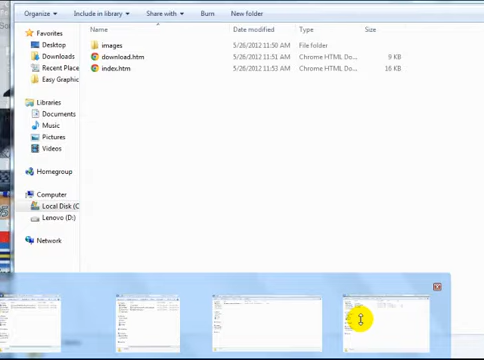 Organize Include in library Share with Burn New folder
Favorites
Desktop
Downloads
Recent Place
Easy Graphic
Libraries
Documents
Music
Pictures
Videos
Homegroup
Computer
Local Disk (C
Lenovo (D:)
Network
Name Date modified Type Size
images 5/26/2012 11:50 AM File folder
download.htm 5/26/2012 11:51 AM Chrome HTML Do... 9 KB
index.htm 5/26/2012 11:53 AM Chrome HTML Do... 16 KB